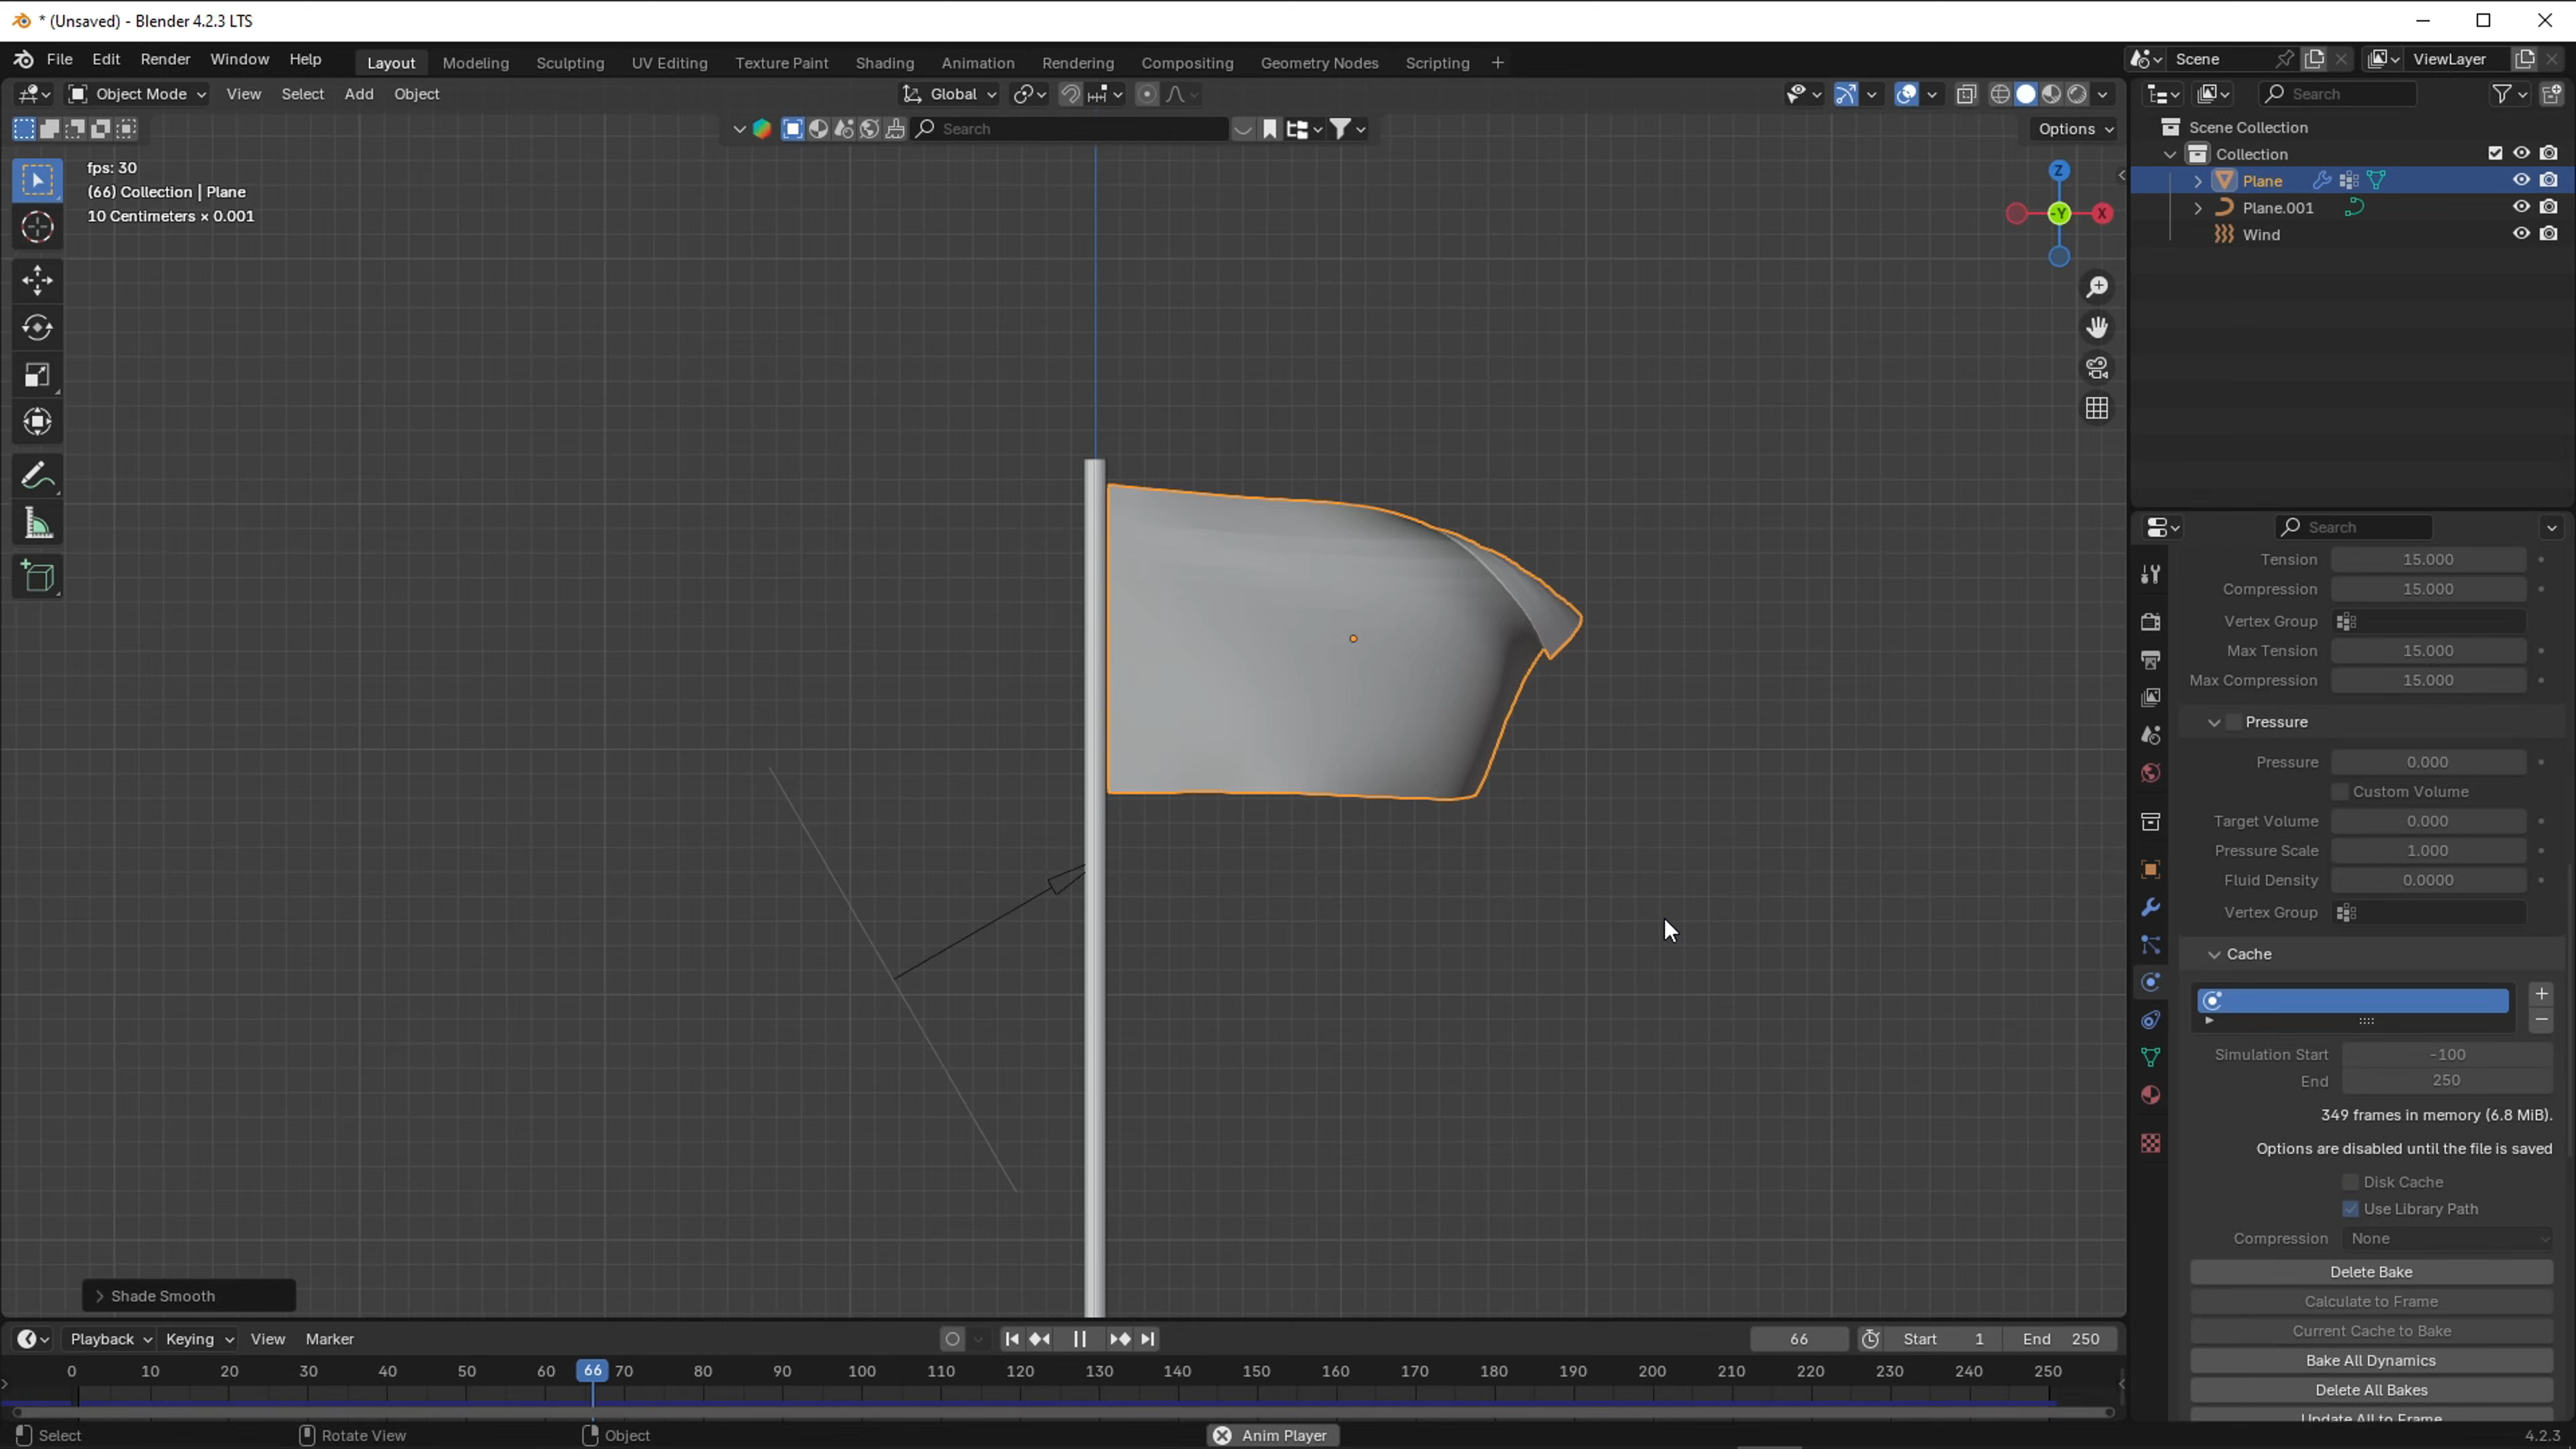 * (Unsaved) - Blender 4.2.3 LTS
File Edit Render Window Help Layout Modeling Sculpting UV Editing Texture Paint Shading Animation Rendering Compositing Geometry Nodes Scripting + Scene ViewLayer
Object Mode View Select Add Object Global Search
Search Options
fps: 30
(66) Collection | Plane
10 Centimeters × 0.001
Z
-Y
X
Scene Collection
Collection
Plane
Plane.001
Wind
Search
Tension 15.000
Compression 15.000
Vertex Group
Max Tension 15.000
Max Compression 15.000
Pressure
Pressure 0.000
Custom Volume
Target Volume 0.000
Pressure Scale 1.000
Fluid Density 0.0000
Vertex Group
Cache
Simulation Start -100
End 250
349 frames in memory (6.8 MiB).
Options are disabled until the file is saved
Disk Cache
Use Library Path
Compression None
Delete Bake
Calculate to Frame
Current Cache to Bake
Bake All Dynamics
Delete All Bakes
Update All to Frame
Shade Smooth
Playback Keying View Marker 66 Start 1 End 250
0 10 20 30 40 50 60 66 70 80 90 100 110 120 130 140 150 160 170 180 190 200 210 220 230 240 250
Select Rotate View Object Anim Player 4.2.3